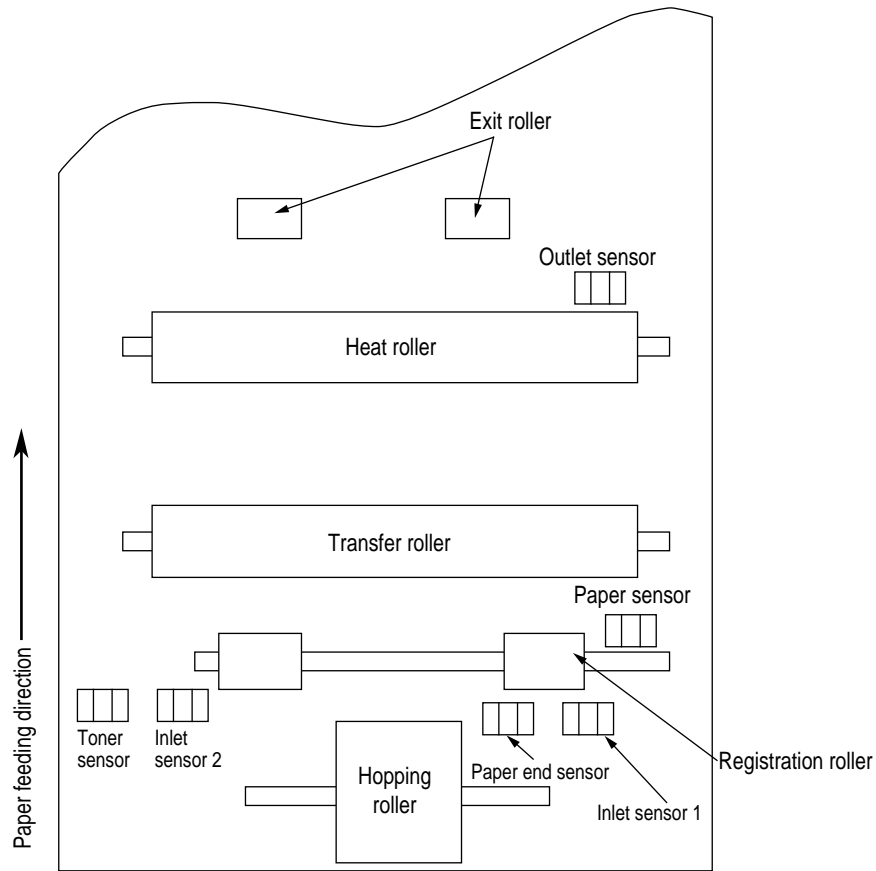 Exit roller
Outlet sensor
Heat roller
Paper feeding direction
Transfer roller
Paper sensor
Toner
sensor
Inlet
sensor 2
Hopping
roller
Paper end sensor
Registration roller
Inlet sensor 1